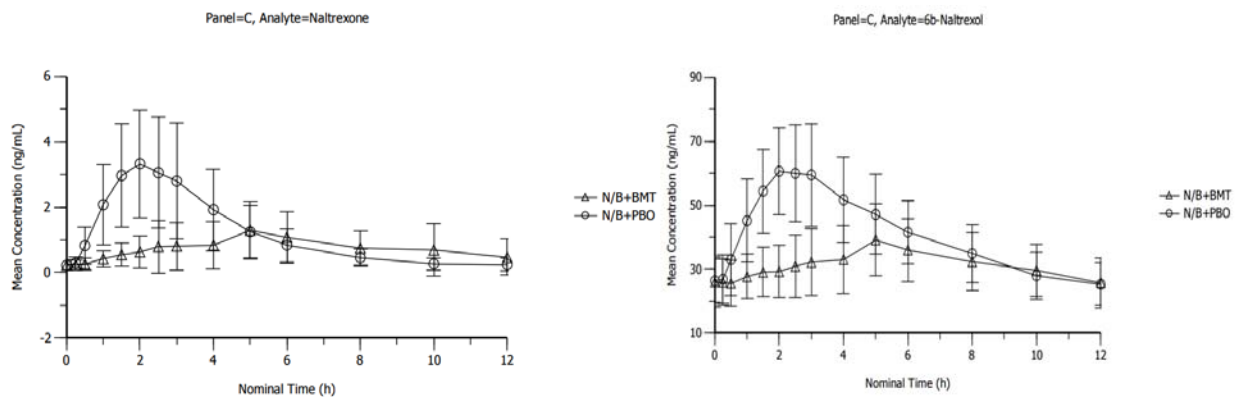 Panel=C, Analyte=Naltrexone
6
4
2
0
-2
Mean Concentration (ng/mL)
0 2 4 6 8 10 12
Nominal Time (h)
N/B+BMT
N/B+PBO
Panel=C, Analyte=6b-Naltrexol
90
70
50
30
10
Mean Concentration (ng/mL)
0 2 4 6 8 10 12
Nominal Time (h)
N/B+BMT
N/B+PBO